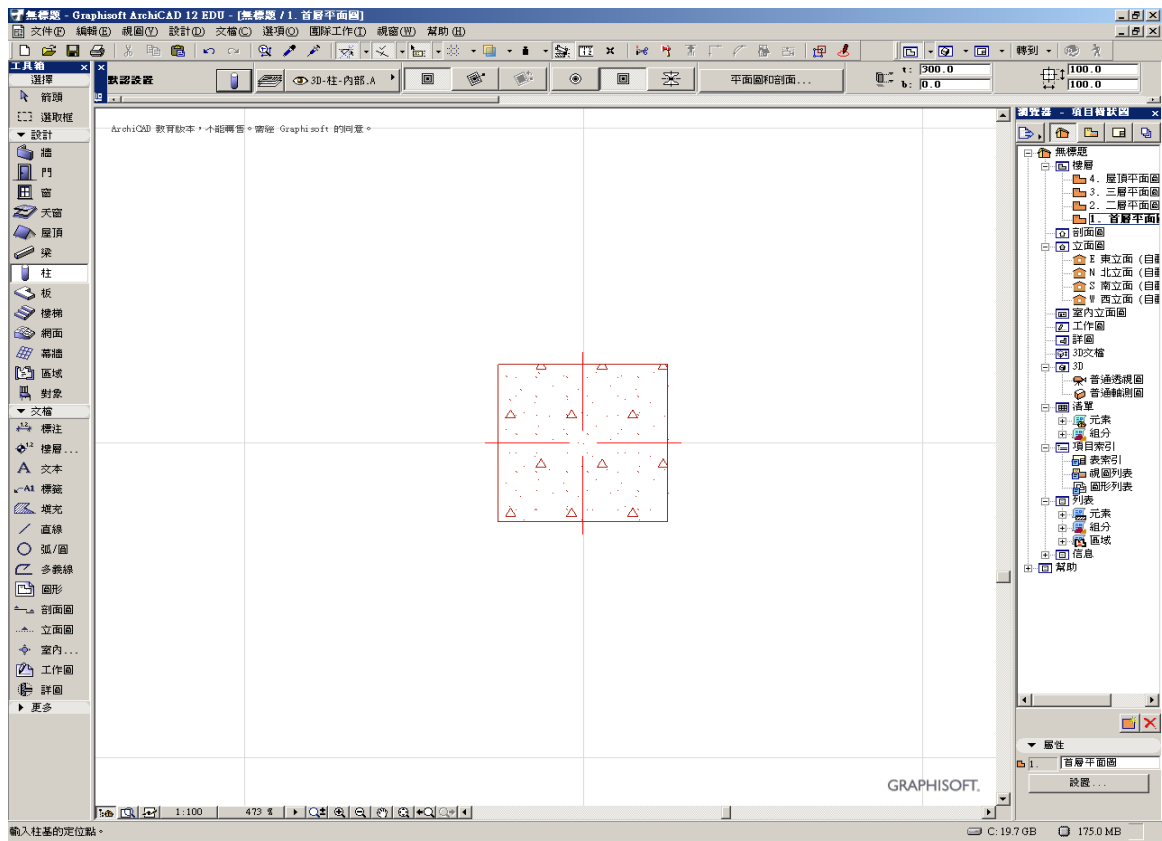 無標題 - Graphisoft ArchiCAD 12 EDU - [無標題 / 1. 首層平面圖]
文件(F) 編輯(E) 視圖(V) 設計(D) 文檔(C) 選項(O) 團隊工作(T) 視窗(W) 幫助(H)
轉到
工具箱
選擇
箭頭
選取框
設計
牆
門
窗
天窗
屋頂
梁
柱
板
樓梯
網面
幕牆
區域
對象
文檔
標注
樓層...
文本
A1 標籤
填充
直線
弧/圓
多義線
圖形
剖面圖
立面圖
室內...
工作圖
詳圖
更多
默認設置
3D-柱-內部.A
平面圖和剖面...
t: 300.0
b: 0.0
100.0
100.0
ArchiCAD 教育版本,不能轉售。需經 Graphisoft 的同意。
GRAPHISOFT.
瀏覽器 - 項目樹狀圖
無標題
樓層
4. 屋頂平面圖
3. 三層平面圖
2. 二層平面圖
1. 首層平面
剖面圖
立面圖
E 東立面 (自動
N 北立面 (自動
S 南立面 (自動
W 西立面 (自動
室內立面圖
工作圖
詳圖
3D文檔
3D
普通透視圖
普通軸測圖
清單
元素
組分
項目索引
表索引
視圖列表
圖形列表
列表
元素
組分
區域
信息
幫助
屬性
1. 首層平面圖
設置...
1:100 473 %
輸入柱基的定位點。
C: 19.7 GB 175.0 MB